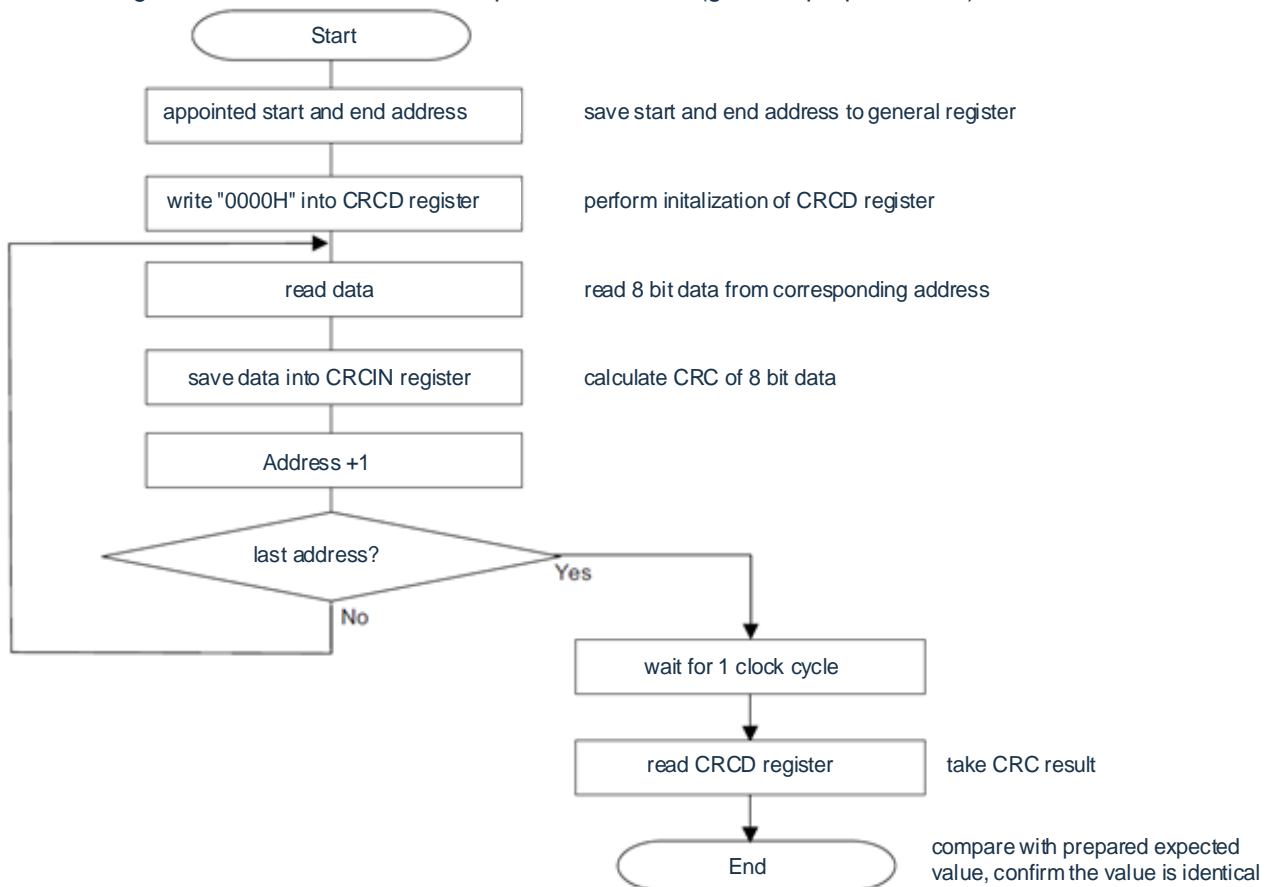 Start
appointed start and end address
save start and end address to general register
write "0000H" into CRCD register
perform initalization of CRCD register
read data
read 8 bit data from corresponding address
save data into CRCIN register
calculate CRC of 8 bit data
Address +1
last address?
Yes
No
wait for 1 clock cycle
read CRCD register
take CRC result
End
compare with prepared expected
value, confirm the value is identical